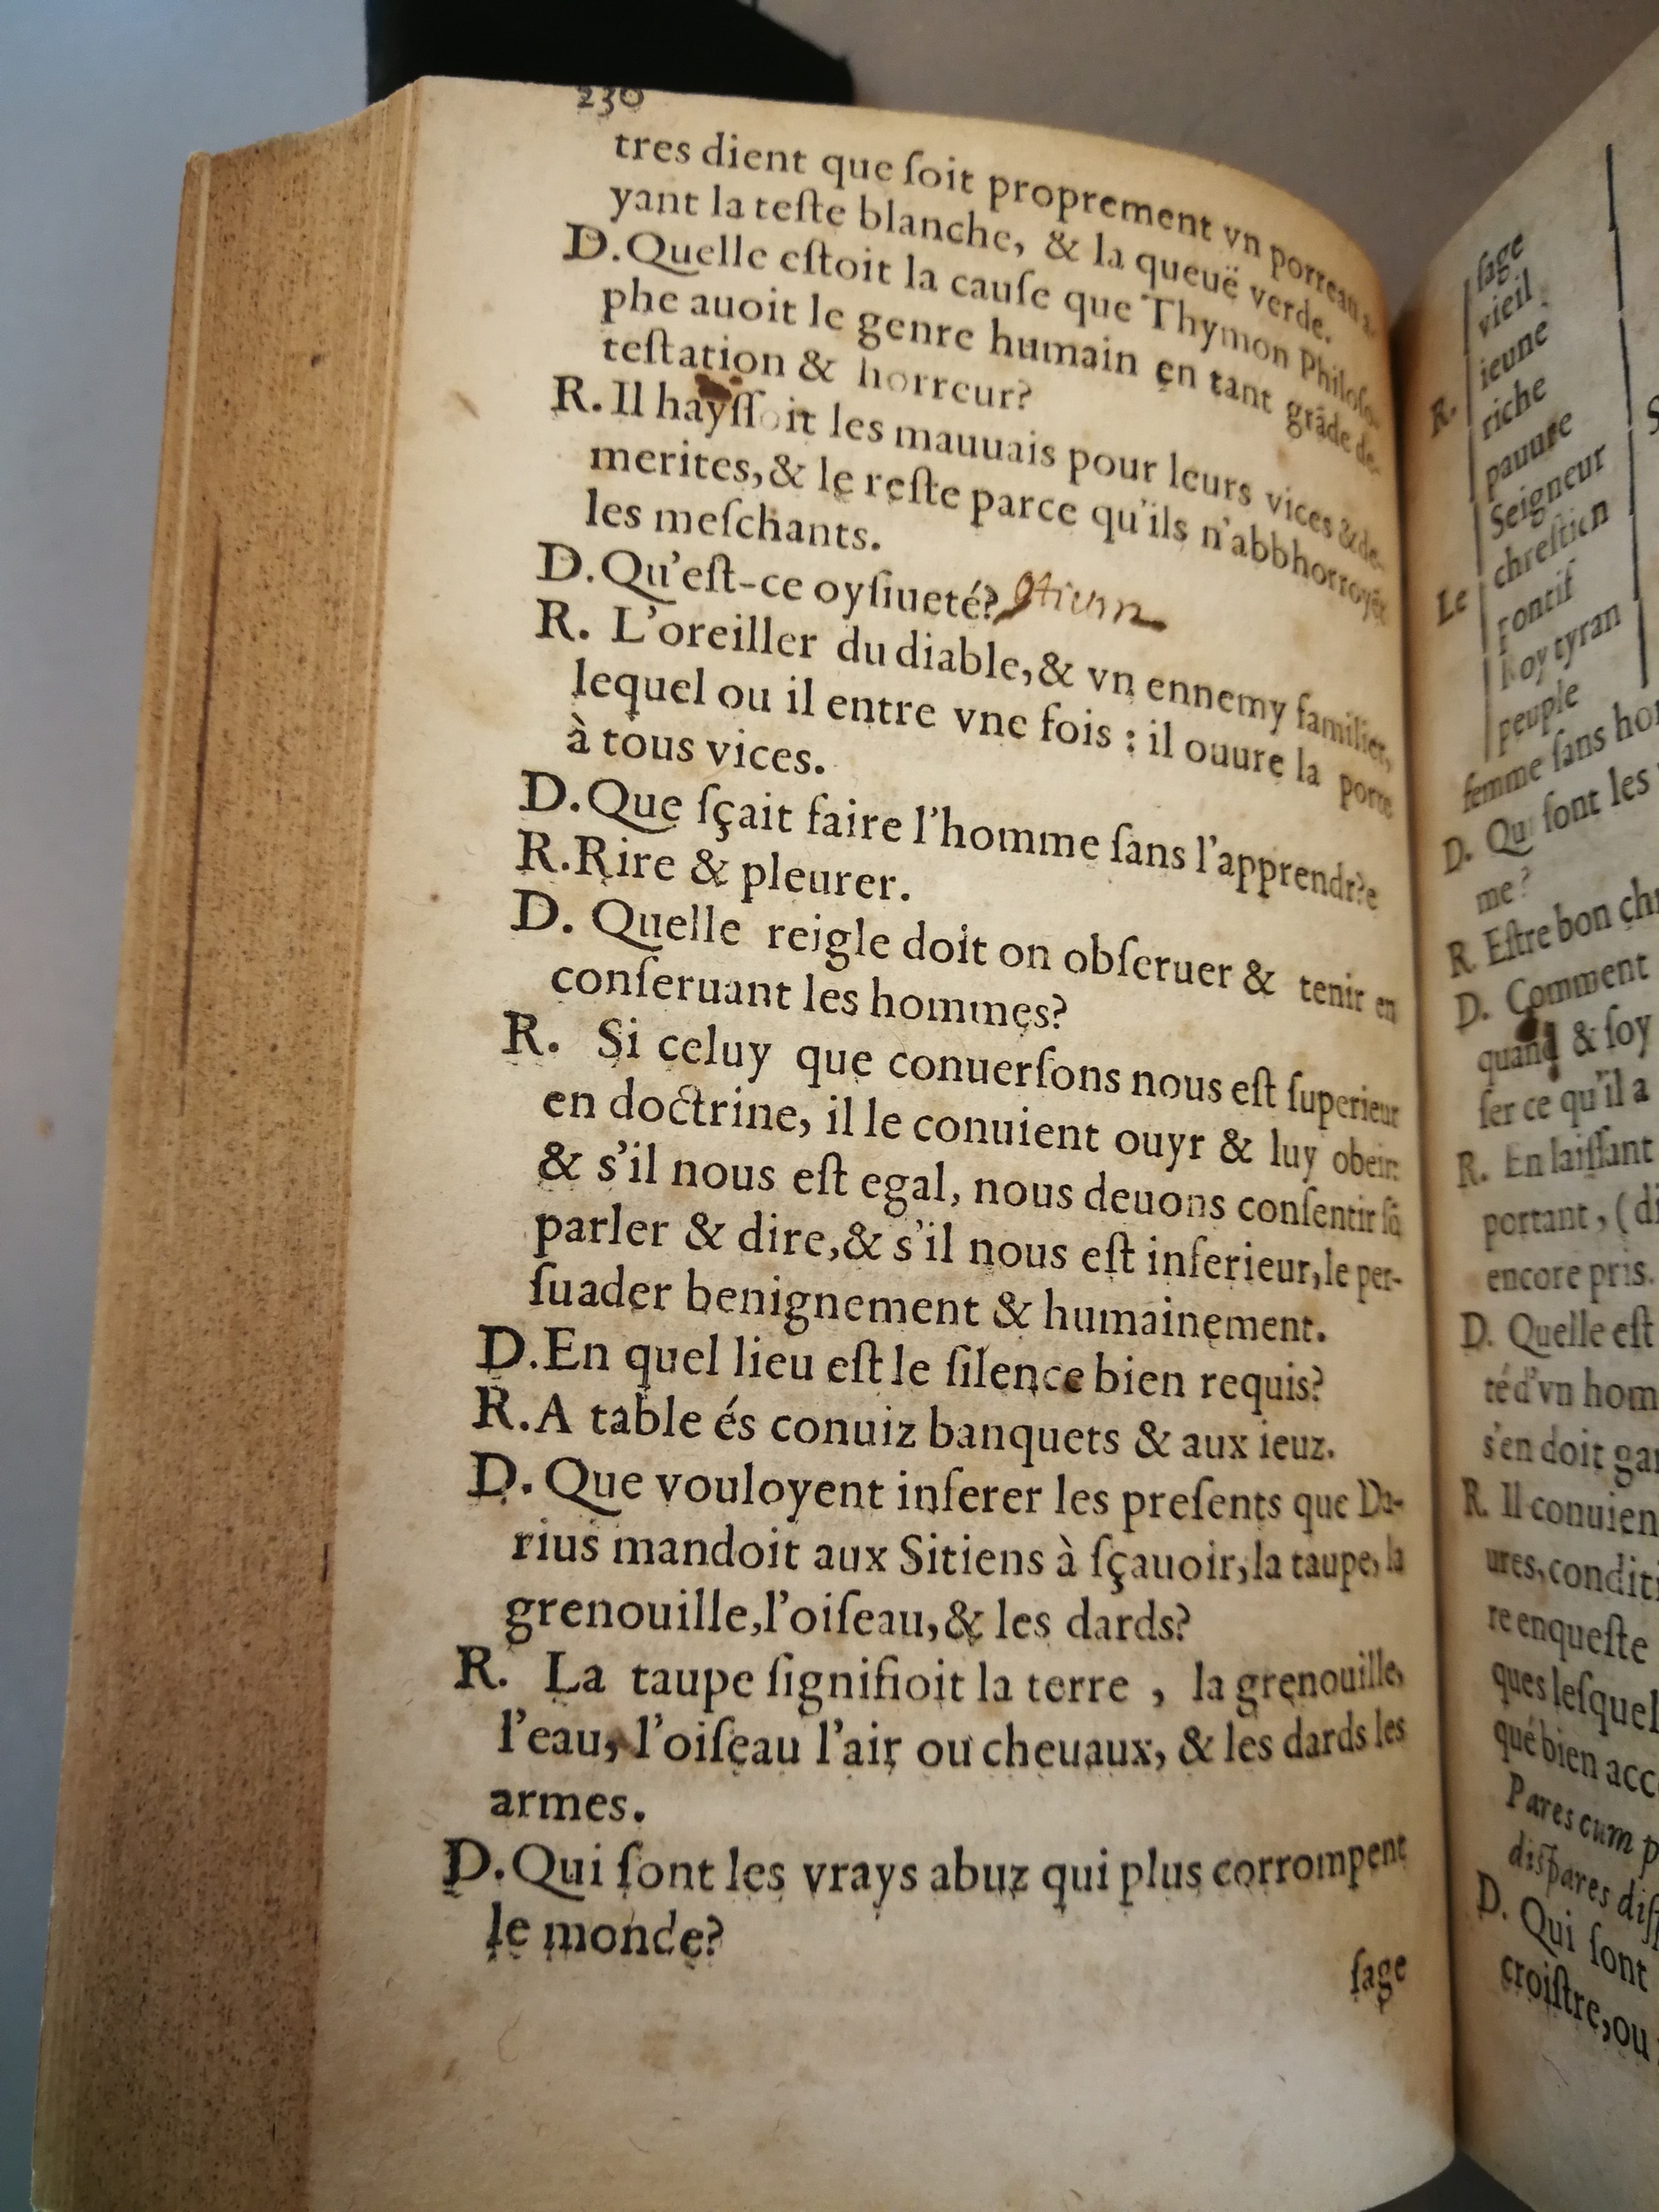 230
tres dient que ſoit proprement vn porreau a-
yant la teſte blanche, & la queuë verde.
D. Quelle eſtoit la cauſe que Thymon Philoſo-
phe auoit le genre humain en tant grāde de-
teſtation & horreur?
R. Il hayſſoit les mauuais pour leurs vices & de-
merites, & le reſte parce qu'ils n'abbhorroyēt
les meſchants.
D. Qu'eſt-ce oyſiueté? otium
R. L'oreiller du diable, & vn ennemy familier,
lequel ou il entre vne fois : il ouure la porte
à tous vices.
D. Que ſçait faire l'homme ſans l'apprendr?e
R. Rire & pleurer.
D. Quelle reigle doit on obſeruer & tenir en
conſeruant les hommes?
R. Si celuy que conuerſons nous eſt ſuperieur
en doctrine, il le conuient ouyr & luy obeir:
& s'il nous eſt egal, nous deuons conſentir ſō
parler & dire, & s'il nous eſt inferieur, le per-
ſuader benignement & humainement.
D. En quel lieu eſt le ſilence bien requis?
R. A table és conuiz banquets & aux ieuz.
D. Que vouloyent inferer les preſents que Da-
rius mandoit aux Sitiens à ſçauoir, la taupe, la
grenouille, l'oiſeau, & les dards?
R. La taupe ſignifioit la terre , la grenouille,
l'eau, l'oiſeau l'air ou cheuaux, & les dards les
armes.
D. Qui ſont les vrays abuz qui plus corrompent
le monde?
ſage
ſage
vieil
ieune
riche
pauure
R.
Seigneur
chreſtien
Le
pontif
Roy tyran
peuple
femme ſans
D. Qui ſont les
me?
R. Eſtre bon
D. Comment
quand & ſoy
ſer ce qu'il a
R. En laiſſant
portant, (
encore pris.
D. Quelle eſt
té d'vn hom
s'en doit
R. Il conuien
ures, condit
re enqueſte
ques leſquel
qué bien acc
Pares cum
diſpares
D. Qui ſont
croiſtre, ou